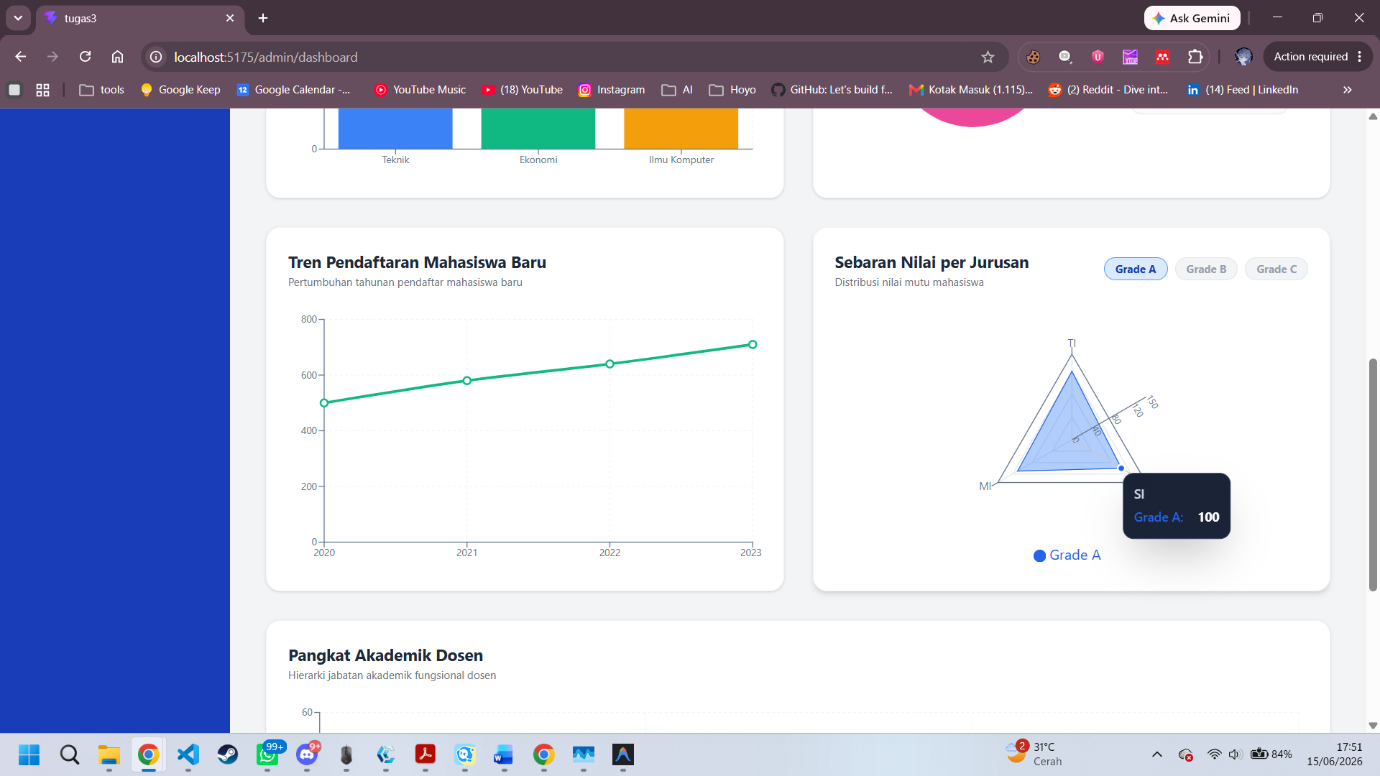 tugas3
Ask Gemini
localhost:5175/admin/dashboard
Action required
tools
Google Keep
12
Google Calendar -...
YouTube Music
(18) YouTube
Instagram
AI
Hoyo
GitHub: Let's build f...
Kotak Masuk (1.115)...
(2) Reddit - Dive int...
(14) Feed | LinkedIn
0
Teknik
Ekonomi
Ilmu Komputer
Tren Pendaftaran Mahasiswa Baru
Pertumbuhan tahunan pendaftar mahasiswa baru
800
600
400
200
0
2020
2021
2022
2023
Sebaran Nilai per Jurusan
Distribusi nilai mutu mahasiswa
Grade A
Grade B
Grade C
TI
150
120
80
40
0
MI
SI
Grade A: 100
Grade A
Pangkat Akademik Dosen
Hierarki jabatan akademik fungsional dosen
60
99+
9+
2
31°C
Cerah
84%
17:51
15/06/2026